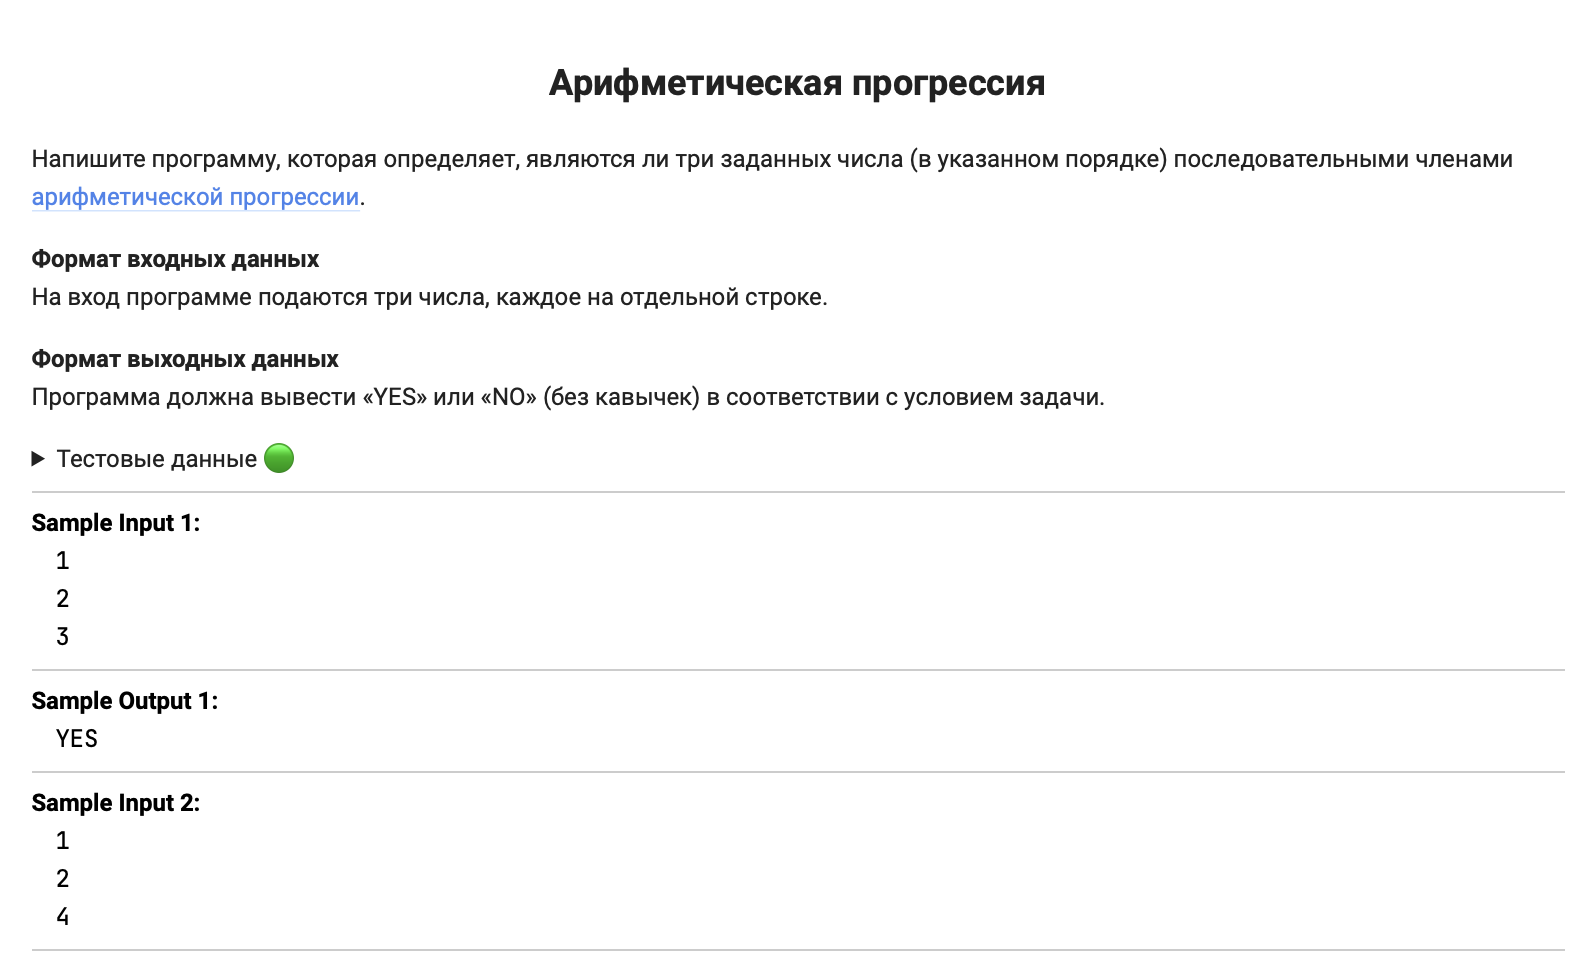 Арифметическая прогрессия
Напишите программу, которая определяет, являются ли три заданных числа (в указанном порядке) последовательными членами
арифметической прогрессии.
Формат входных данных
На вход программе подаются три числа, каждое на отдельной строке.
Формат выходных данных
Программа должна вывести «YES» или «NO» (без кавычек) в соответствии с условием задачи.
Тестовые данные
Sample Input 1:
1
2
3
Sample Output 1:
YES
Sample Input 2:
1
2
4